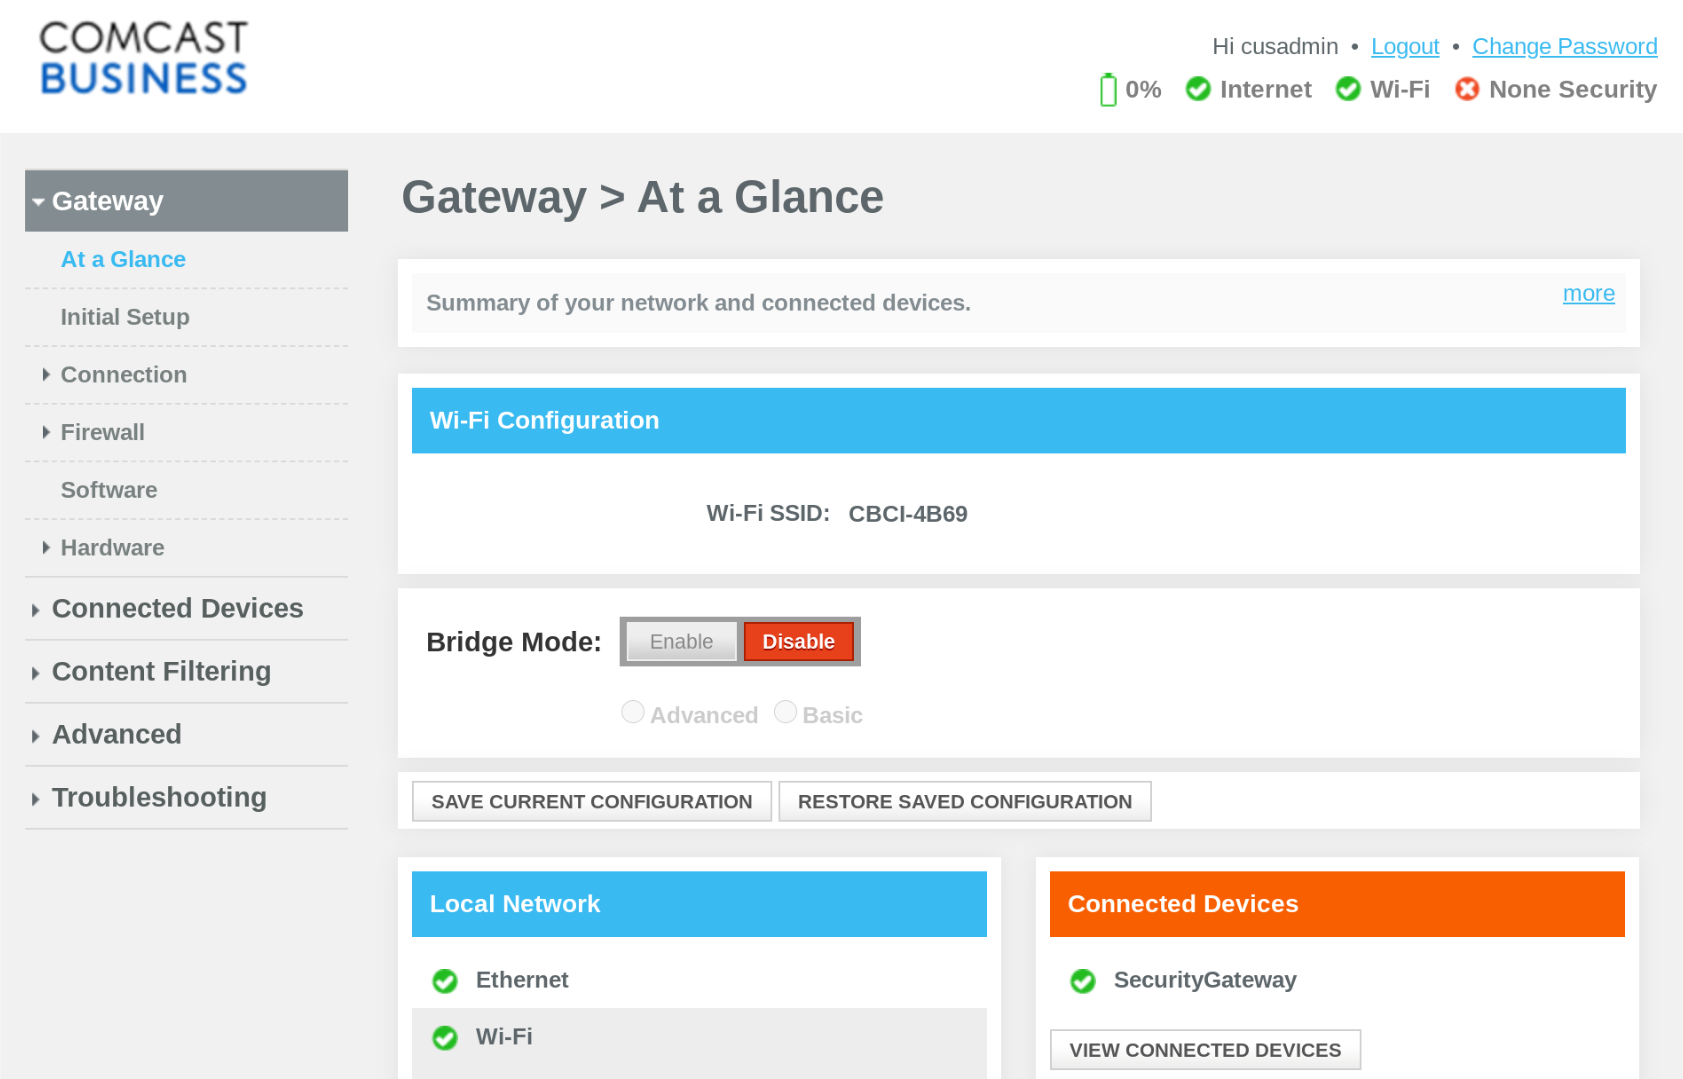 COMCAST
BUSINESS
Hi cusadmin • Logout • Change Password
0% Internet Wi-Fi None Security
Gateway
At a Glance
Initial Setup
Connection
Firewall
Software
Hardware
Connected Devices
Content Filtering
Advanced
Troubleshooting
Gateway > At a Glance
Summary of your network and connected devices.
more
Wi-Fi Configuration
Wi-Fi SSID: CBCI-4B69
Bridge Mode: Enable Disable
Advanced Basic
SAVE CURRENT CONFIGURATION RESTORE SAVED CONFIGURATION
Local Network
Ethernet
Wi-Fi
Connected Devices
SecurityGateway
VIEW CONNECTED DEVICES